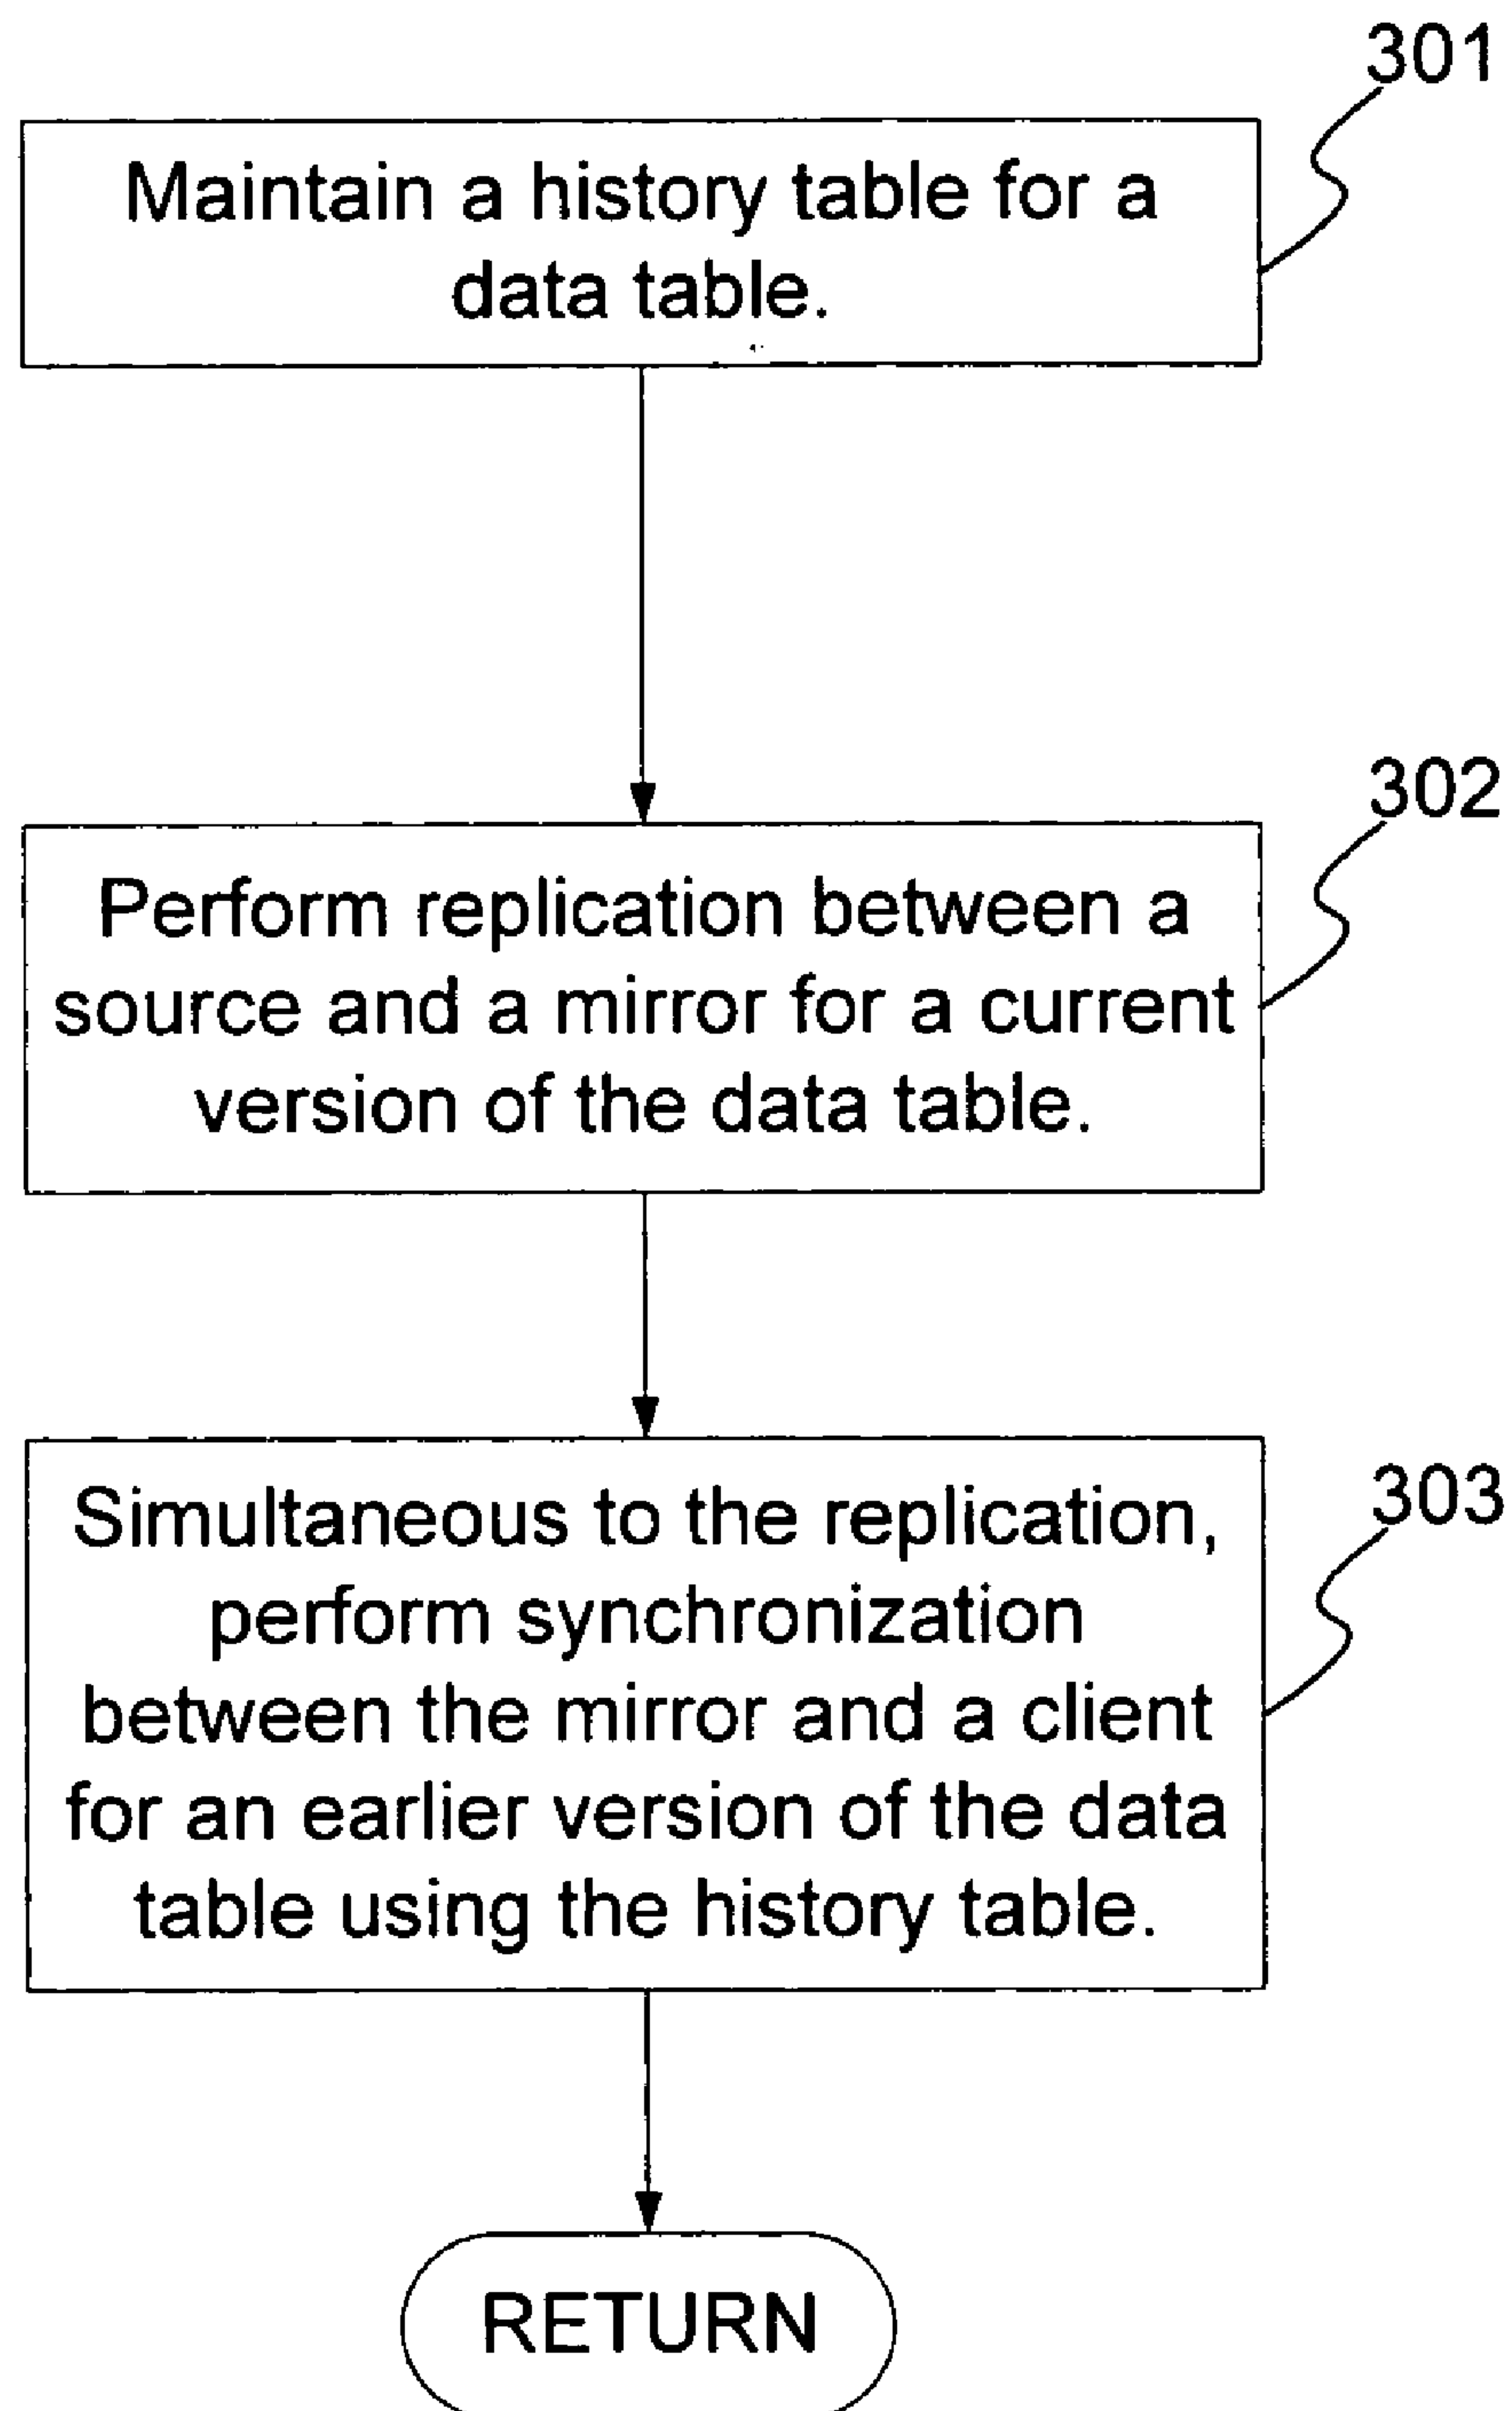 301
Maintain a history table for a
data table.
302
Perform replication between a
source and a mirror for a current
version of the data table.
303
Simultaneous to the replication,
perform synchronization
between the mirror and a client
for an earlier version of the data
table using the history table.
RETURN